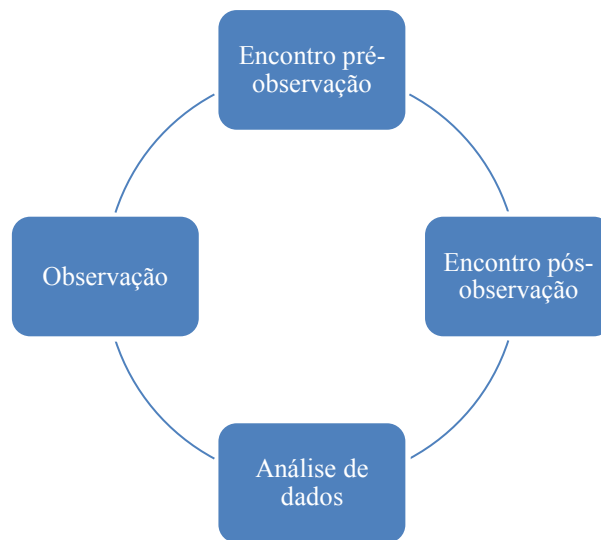 Encontro pré-
observação
Observação
Encontro pós-
observação
Análise de
dados